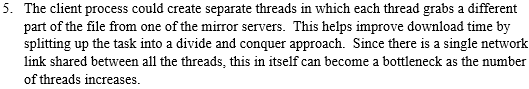 5. The client process could create separate threads in which each thread grabs a different
part of the file from one of the mirror servers. This helps improve download time by
splitting up the task into a divide and conquer approach. Since there is a single network
link shared between all the threads, this in itself can become a bottleneck as the number
of threads increases.